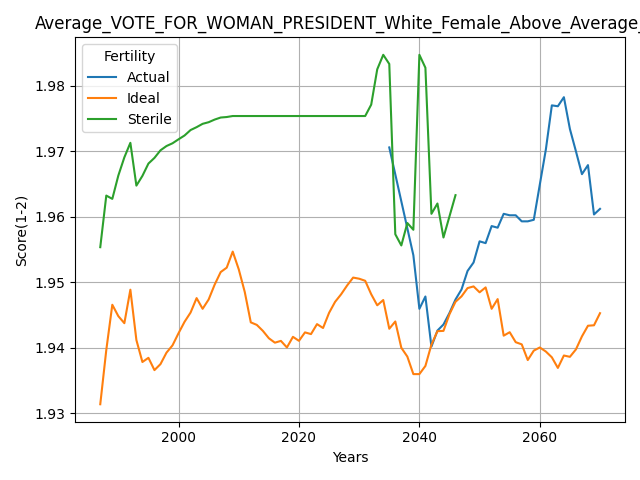 Average_VOTE_FOR_WOMAN_PRESIDENT_White_Female_Above_Average_
Fertility
Actual
Ideal
Sterile
1.98
1.97
1.96
1.95
1.94
1.93
Score(1-2)
2000 2020 2040 2060
Years